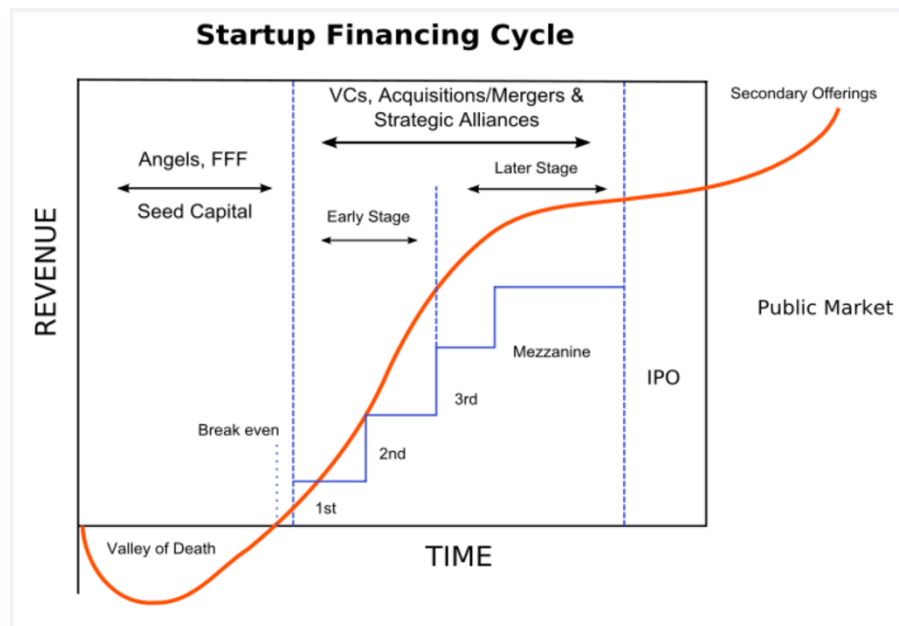 Startup Financing Cycle
VCs, Acquisitions/Mergers &
Strategic Alliances
Secondary Offerings
Angels, FFF
Later Stage
Seed Capital
Early Stage
REVENUE
Public Market
Mezzanine
IPO
3rd
Break even
2nd
1st
Valley of Death
TIME